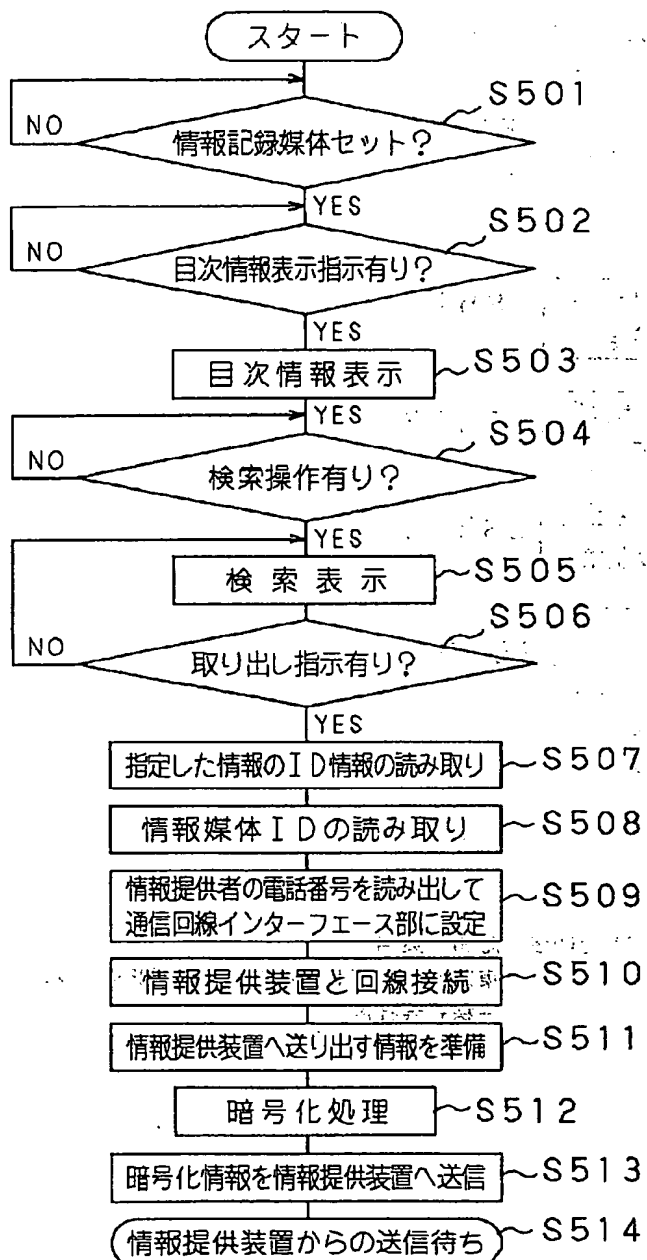 スタート
S501
NO
情報記録媒体セット?
YES
S502
NO
目次情報表示指示有り?
YES
目次情報表示
S503
YES
S504
NO
検索操作有り?
YES
検索表示
S505
S506
NO
取り出し指示有り?
YES
指定した情報のID情報の読み取り
S507
情報媒体IDの読み取り
S508
情報提供者の電話番号を読み出して
通信回線インターフェース部に設定
S509
情報提供装置と回線接続
S510
情報提供装置へ送り出す情報を準備
S511
暗号化処理
S512
暗号化情報を情報提供装置へ送信
S513
情報提供装置からの送信待ち
S514